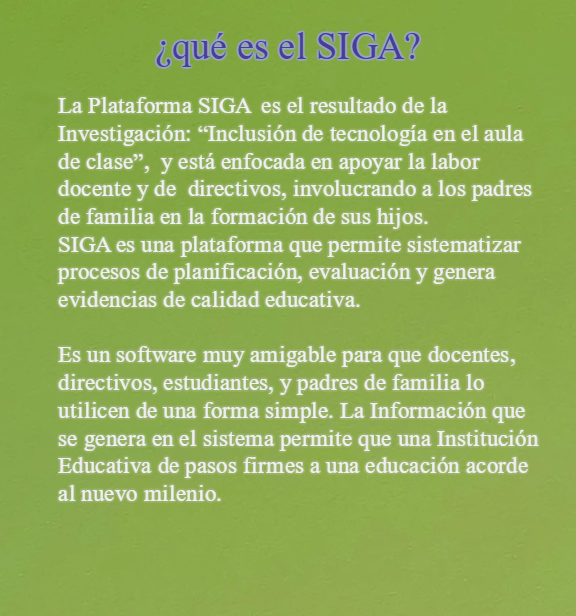 ¿qué es el SIGA?
La Plataforma SIGA  es el resultado de la
Investigación: “Inclusión de tecnología en el aula
de clase”,  y está enfocada en apoyar la labor
docente y de  directivos, involucrando a los padres
de familia en la formación de sus hijos.
SIGA es una plataforma que permite sistematizar
procesos de planificación, evaluación y genera
evidencias de calidad educativa.
Es un software muy amigable para que docentes,
directivos, estudiantes, y padres de familia lo
utilicen de una forma simple. La Información que
se genera en el sistema permite que una Institución
Educativa de pasos firmes a una educación acorde
al nuevo milenio.